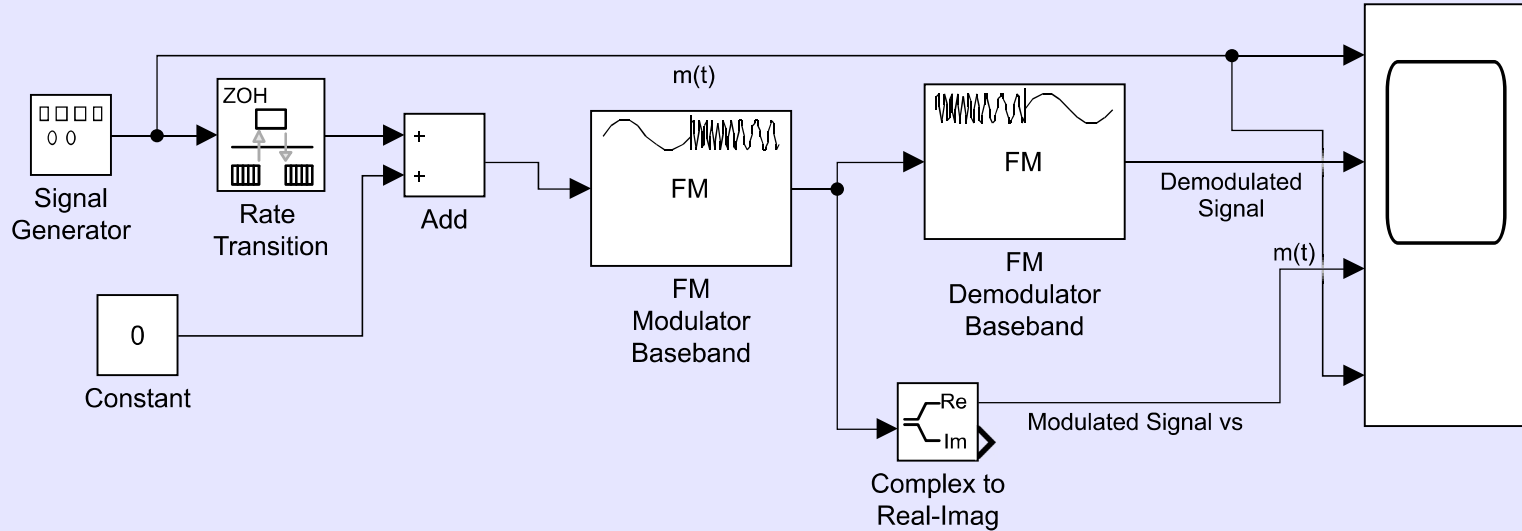 m(t)
ZOH
Signal
Generator
Rate
Transition
+
+
Add
FM
FM
Modulator
Baseband
FM
FM
Demodulator
Baseband
Demodulated
Signal
m(t)
0
Constant
Re
Im
Modulated Signal vs
Complex to
Real-Imag